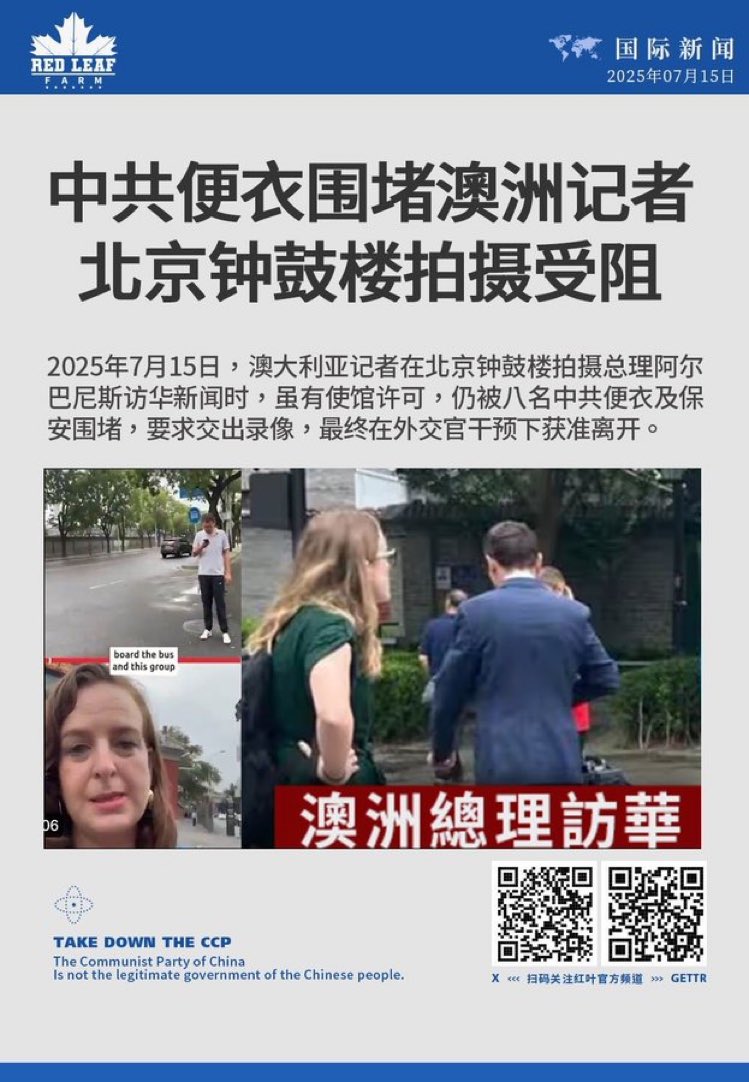 RED LEAF
FARM
国际新闻
2025年07月15日
中共便衣围堵澳洲记者
北京钟鼓楼拍摄受阻
2025年7月15日，澳大利亚记者在北京钟鼓楼拍摄总理阿尔
巴尼斯访华新闻时，虽有使馆许可，仍被八名中共便衣及保
安围堵，要求交出录像，最终在外交官干预下获准离开。
board the bus
and this group
06
澳洲總理訪華
TAKE DOWN THE CCP
The Communist Party of China
Is not the legitimate government of the Chinese people.
X <<< 扫码关注红叶官方频道 >>> GETTR